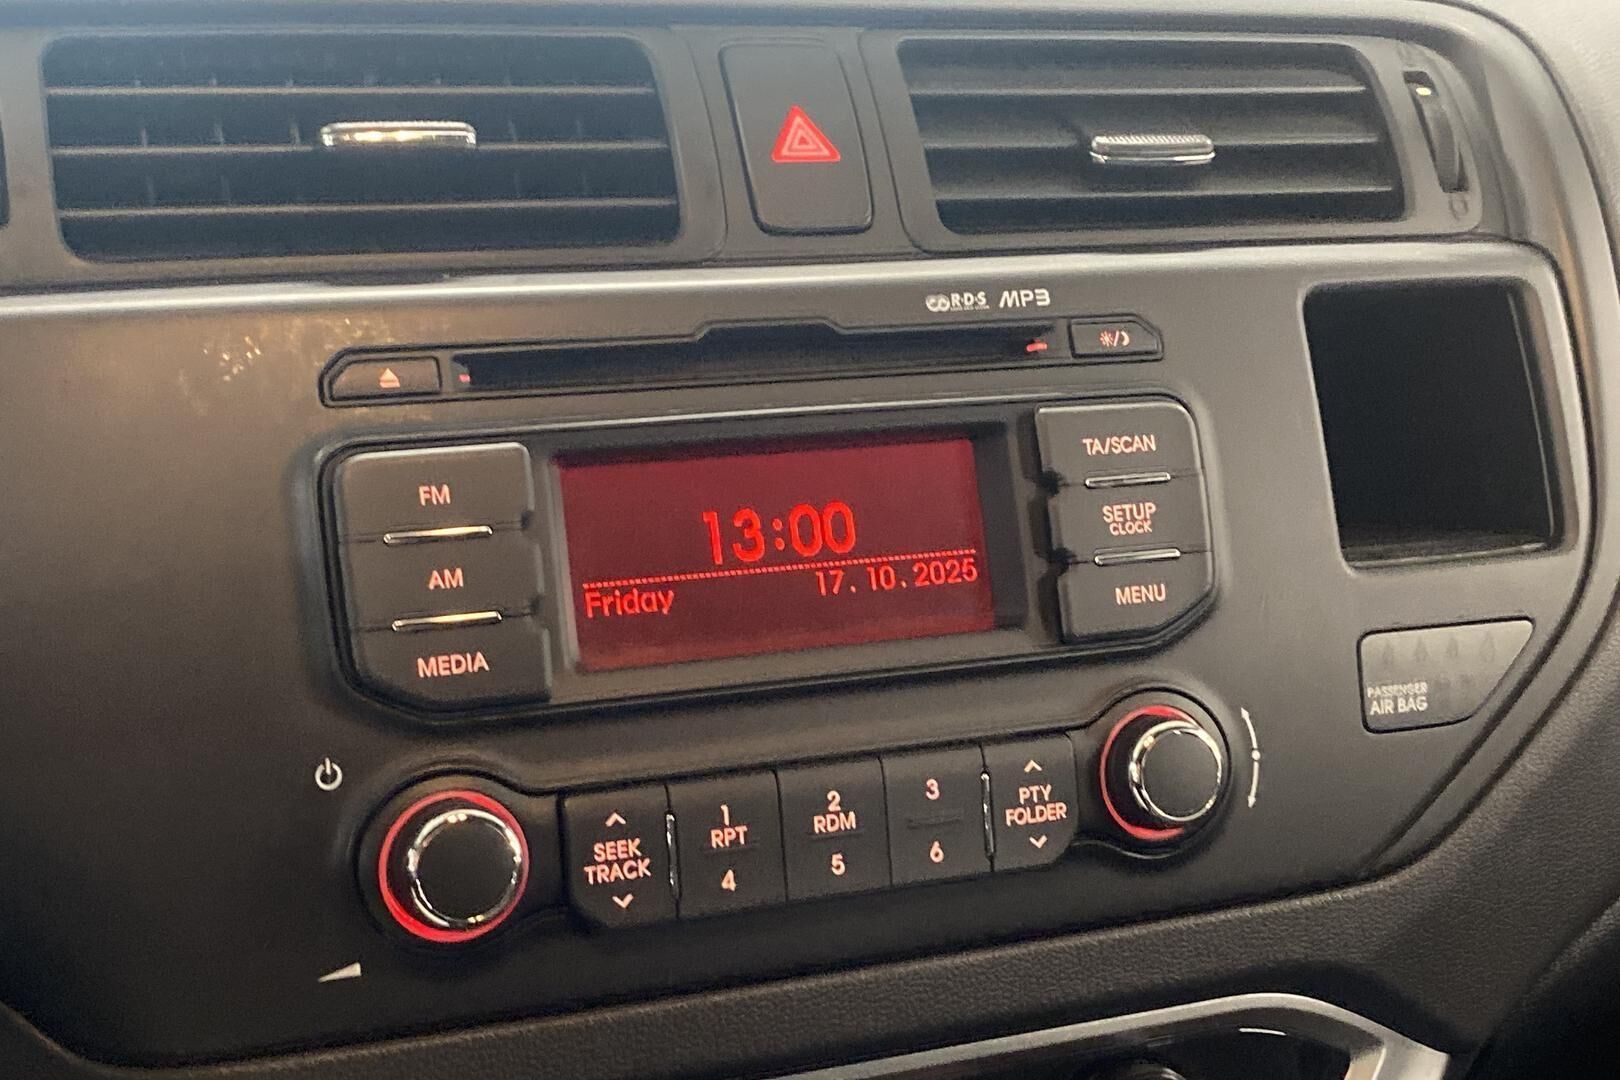 R·D·S MP3
FM
AM
MEDIA
13:00
17. 10. 2025
Friday
TA/SCAN
SETUP
CLOCK
MENU
PASSENGER
AIR BAG
SEEK
TRACK
1
RPT
4
2
RDM
5
3
6
PTY
FOLDER